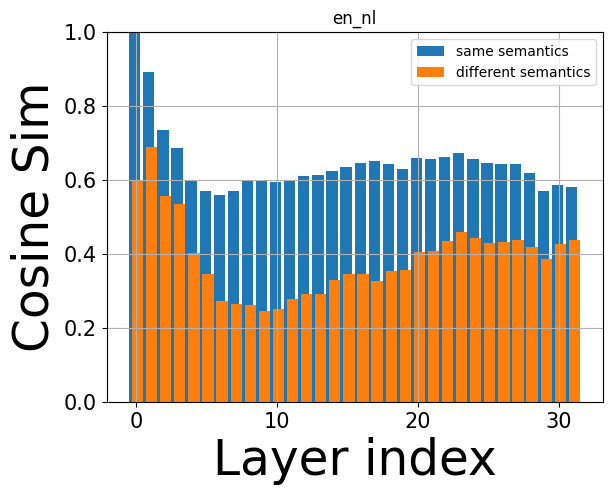 en_nl
same semantics
different semantics
Cosine Sim
1.0
0.8
0.6
0.4
0.2
0.0
0 10 20 30
Layer index